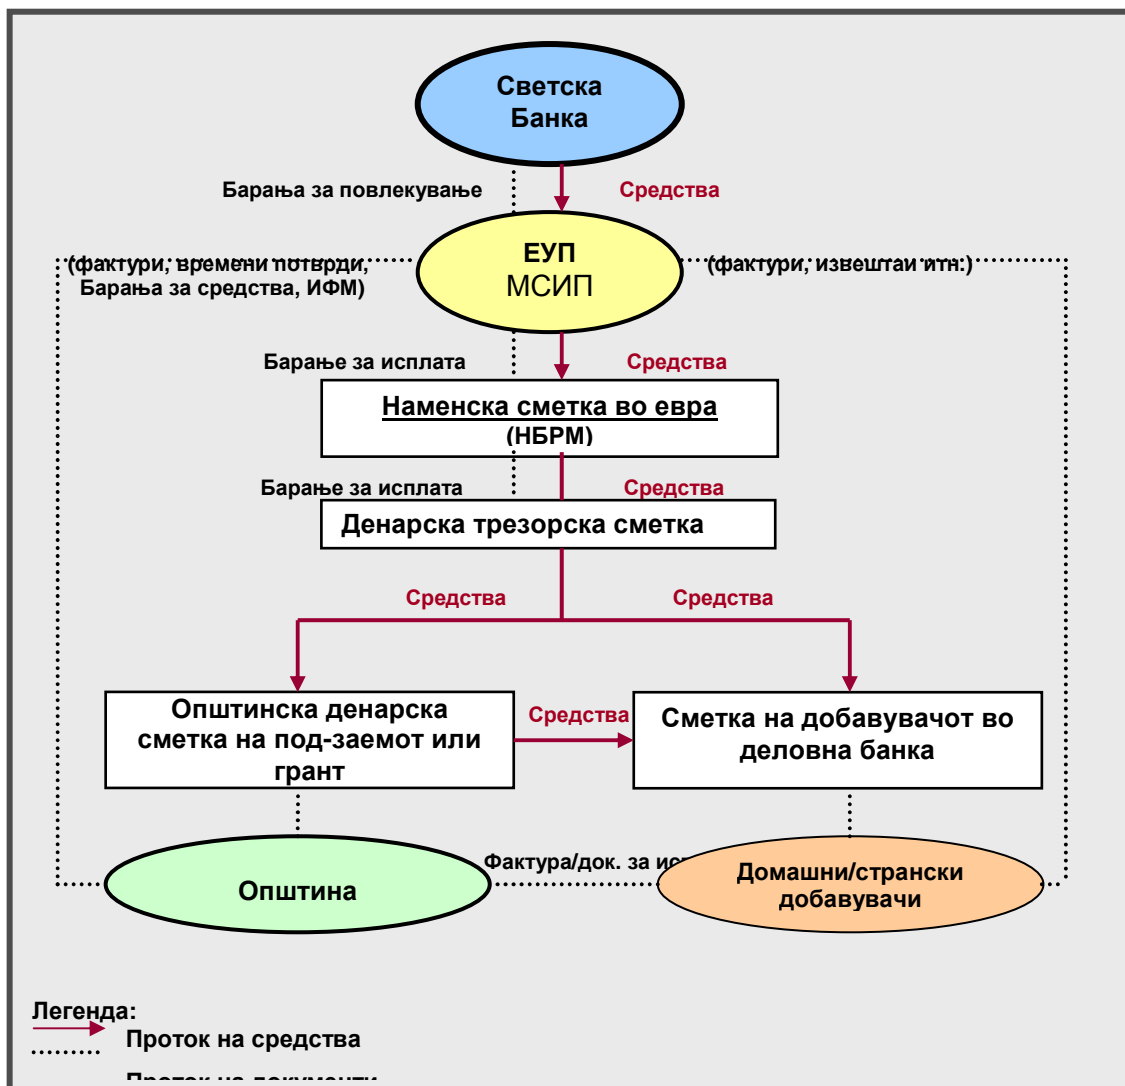 Светска
Банка
Барања за повлекување
Средства
ЕУП
МСИП
(фактури, времени потврди,
Барања за средства, ИФМ)
(фактури, извештаи итн.)
Барање за исплата
Средства
Наменска сметка во евра
(НБРМ)
Барање за исплата
Средства
Денарска трезорска сметка
Средства
Средства
Општинска денарска
сметка на под-заемот или
грант
Средства
Сметка на добавувачот во
деловна банка
Фактура/док. за
Општина
Домашни/странски
добавувачи
Легенда:
Проток на средства
Проток на документи